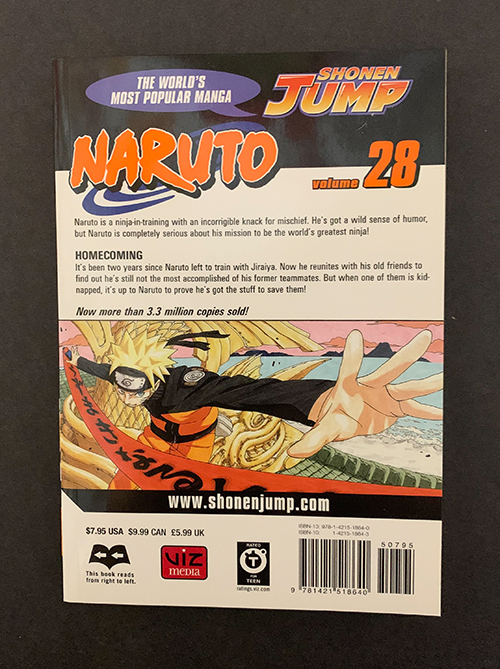 THE WORLD'S
MOST POPULAR MANGA
SHONEN
JUMP
NARUTO
volume 28
Naruto is a ninja-in-training with an incorrigible knack for mischief. He's got a wild sense of humor,
but Naruto is completely serious about his mission to be the world's greatest ninja!
HOMECOMING
It's been two years since Naruto left to train with Jiraiya. Now he reunites with his old friends to
find out he's still not the most accomplished of his former teammates. But when one of them is kid-
napped, it's up to Naruto to prove he's got the stuff to save them!
Now more than 3.3 million copies sold!
www.shonenjump.com
$7.95 USA $9.99 CAN £5.99 UK
This book reads
from right to left.
VIZ
MEDIA
RATED
T
FOR
TEEN
ratings.viz.com
ISBN-13: 978-1-4215-1864-0
ISBN-10: 1-4215-1864-3
50795
9 781421 518640